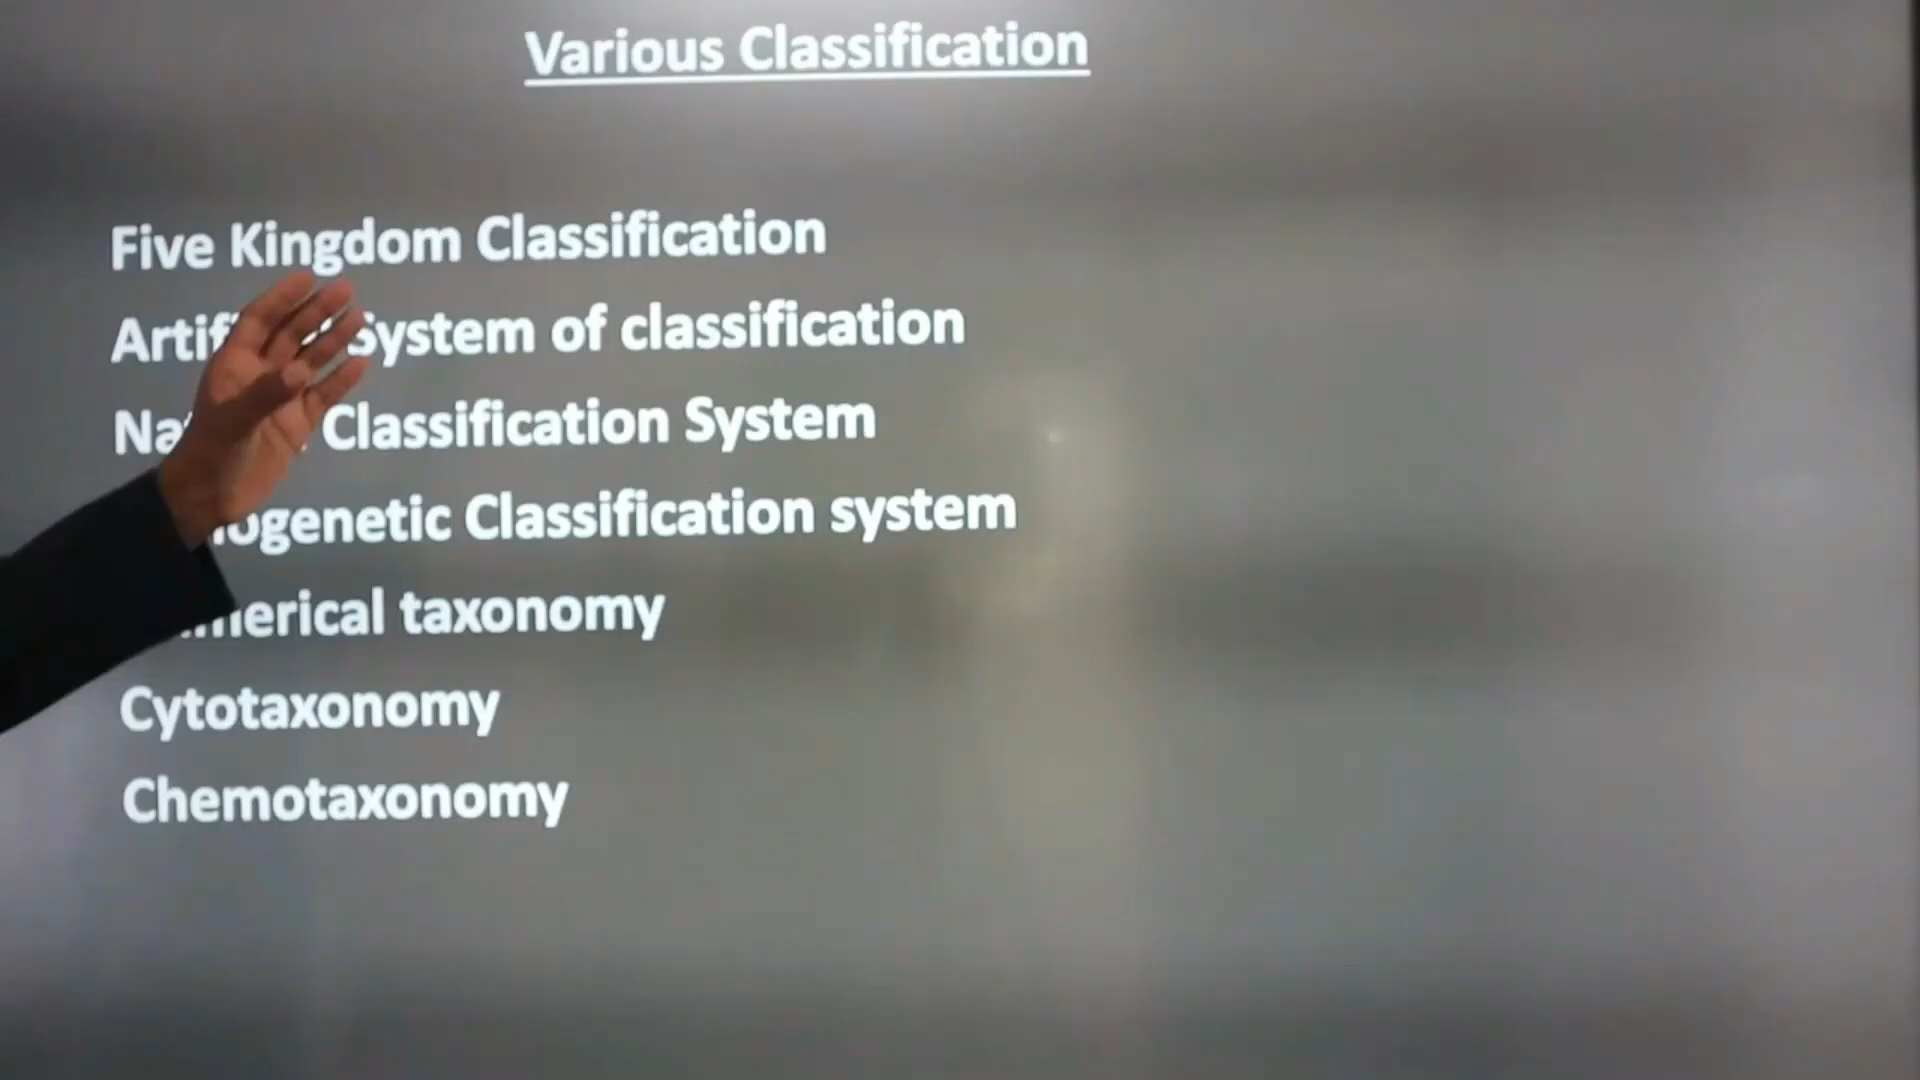 Various Classification
Five Kingdom Classification
System of classification
Classification System
Classification system
taxonomy
Cytotaxonomy
Chemotaxonomy